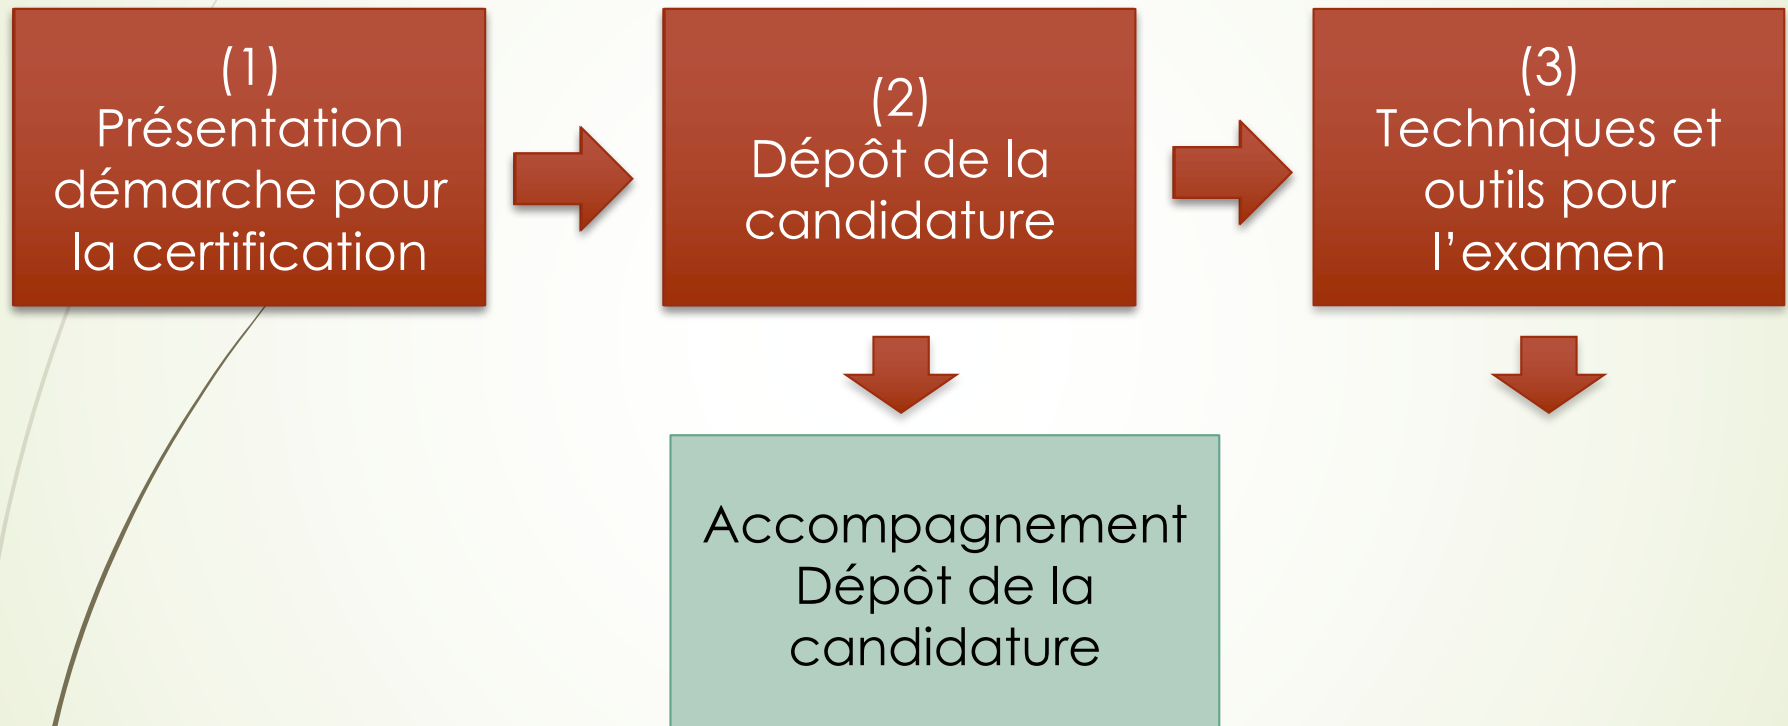 (1)
Présentation
démarche pour
la certification
(2)
Dépôt de la
candidature
(3)
Techniques et
outils pour
l’examen
Accompagnement
Dépôt de la
candidature